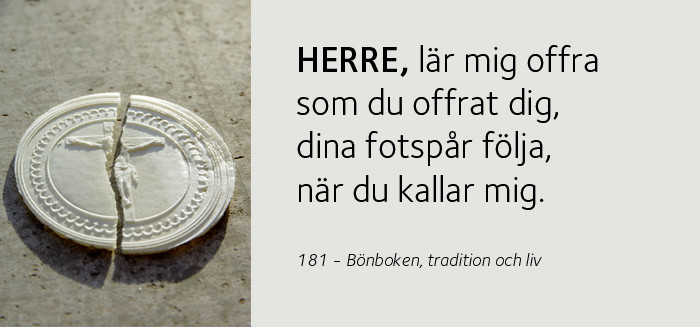 HERRE, lär mig offra
som du offrat dig,
dina fotspår följa,
när du kallar mig.
181 – Bönboken, tradition och liv